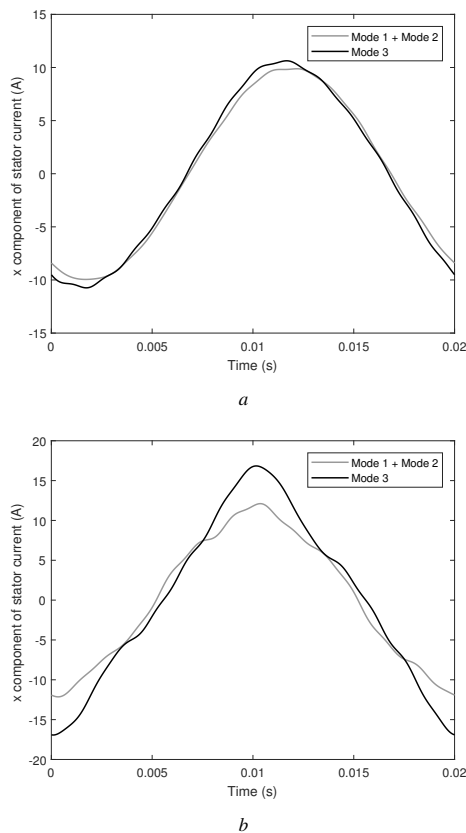 15
10
5
0
-5
-10
-15
x component of stator current (A)
Mode 1 + Mode 2
Mode 3
0 0.005 0.01 0.015 0.02
Time (s)
a
20
15
10
5
0
-5
-10
-15
-20
x component of stator current (A)
Mode 1 + Mode 2
Mode 3
0 0.005 0.01 0.015 0.02
Time (s)
b